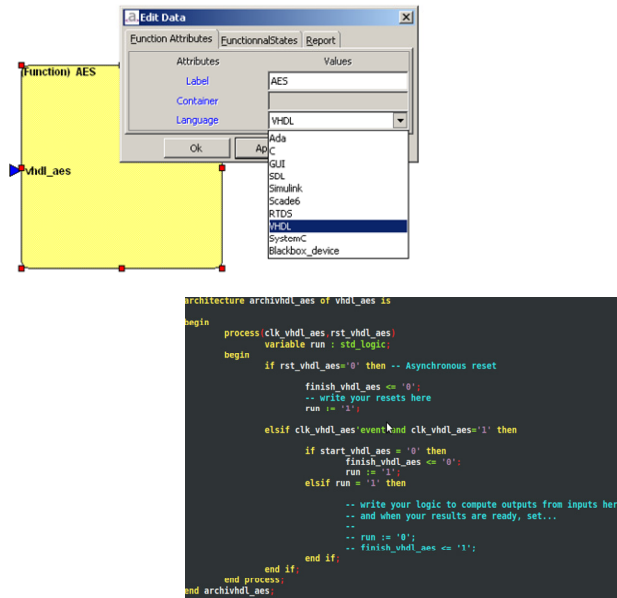 .a. Edit Data
Function Attributes FunctionnalStates Report
Attributes Values
Label AES
Container
Language VHDL
Ok Ap
Ada
C
GUI
SDL
Simulink
Scade6
RTDS
VHDL
SystemC
Blackbox_device
(Function) AES
vhdl_aes
architecture archivhdl_aes of vhdl_aes is
begin
process(clk_vhdl_aes,rst_vhdl_aes)
variable run : std_logic;
begin
if rst_vhdl_aes='0' then -- Asynchronous reset
finish_vhdl_aes <= '0';
-- write your resets here
run := '1';
elsif clk_vhdl_aes'event and clk_vhdl_aes='1' then
if start_vhdl_aes = '0' then
finish_vhdl_aes <= '0';
run := '1';
elsif run = '1' then
-- write your logic to compute outputs from inputs her
-- and when your results are ready, set...
--
-- run := '0';
-- finish_vhdl_aes <= '1';
end if;
end if;
end process;
end archivhdl_aes;